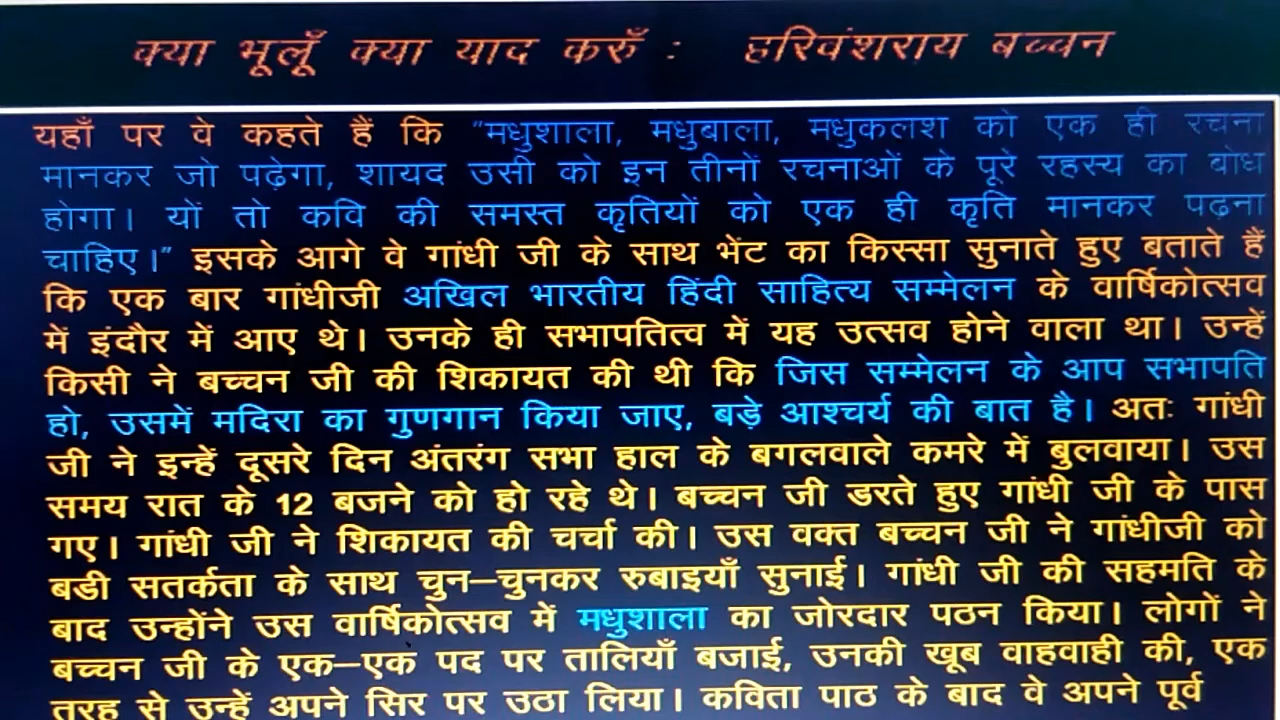 क्या भूलूँ क्या याद करुँ : हरिवंशराय बच्चन
यहाँ पर वे कहते हैं कि “मधुशाला, मधुबाला, मधुकलश को एक ही रचना
मानकर जो पढ़ेगा, शायद उसी को इन तीनों रचनाओं के पूरे रहस्य का बोध
होगा। यों तो कवि की समस्त कृतियों को एक ही कृति मानकर पढ़ना
चाहिए।” इसके आगे वे गांधी जी के साथ भेंट का किस्सा सुनाते हुए बताते हैं
कि एक बार गांधीजी अखिल भारतीय हिंदी साहित्य सम्मेलन के वार्षिकोत्सव
में इंदौर में आए थे। उनके ही सभापतित्व में यह उत्सव होने वाला था। उन्हें
किसी ने बच्चन जी की शिकायत की थी कि जिस सम्मेलन के आप सभापति
हो, उसमें मदिरा का गुणगान किया जाए, बड़े आश्चर्य की बात है। अतः गांधी
जी ने इन्हें दूसरे दिन अंतरंग सभा हाल के बगलवाले कमरे में बुलवाया। उस
समय रात के 12 बजने को हो रहे थे। बच्चन जी डरते हुए गांधी जी के पास
गए। गांधी जी ने शिकायत की चर्चा की। उस वक्त बच्चन जी ने गांधीजी को
बडी सतर्कता के साथ चुन–चुनकर रुबाइयाँ सुनाई। गांधी जी की सहमति के
बाद उन्होंने उस वार्षिकोत्सव में मधुशाला का जोरदार पठन किया। लोगों ने
बच्चन जी के एक–एक पद पर तालियाँ बजाई, उनकी खूब वाहवाही की, एक
तरह से उन्हें अपने सिर पर उठा लिया। कविता पाठ के बाद वे अपने पूर्व